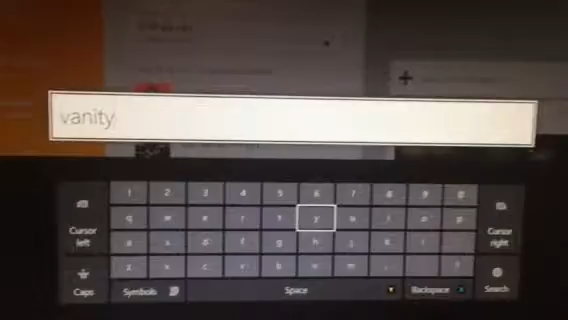 vanity
1 2 3 4 5 6 7 8 9 0
q w e r t y u i o p
Cursor left
a s d f g h j k l
Cursor right
z x c v b n m , . ?
Caps
Symbols
Space
Y
Backspace
X
Search